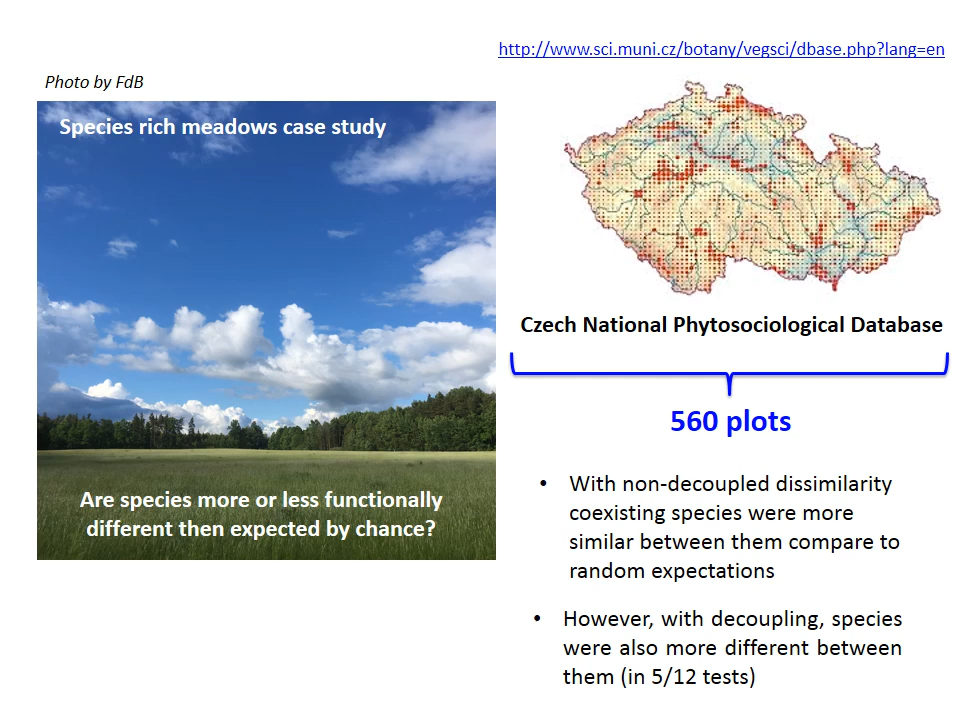 http://www.sci.muni.cz/botany/vegsci/dbase.php?lang=en
Photo by FdB
Species rich meadows case study
Are species more or less functionally
different then expected by chance?
Czech National Phytosociological Database
560 plots
• With non-decoupled dissimilarity
coexisting species were more
similar between them compare to
random expectations
• However, with decoupling, species
were also more different between
them (in 5/12 tests)